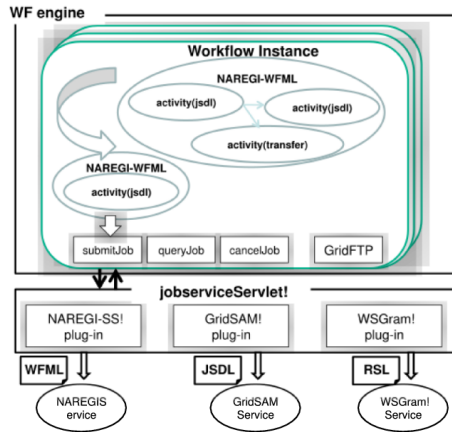 WF engine
Workflow Instance
NAREGI-WFML
activity(jsdl)
activity(jsdl)
activity(transfer)
NAREGI-WFML
activity(jsdl)
submitJob
queryJob
cancelJob
GridFTP
jobserviceServlet!
NAREGI-SS!
plug-in
GridSAM!
plug-in
WSGram!
plug-in
WFML
JSDL
RSL
NAREGIS
ervice
GridSAM
Service
WSGram!
Service